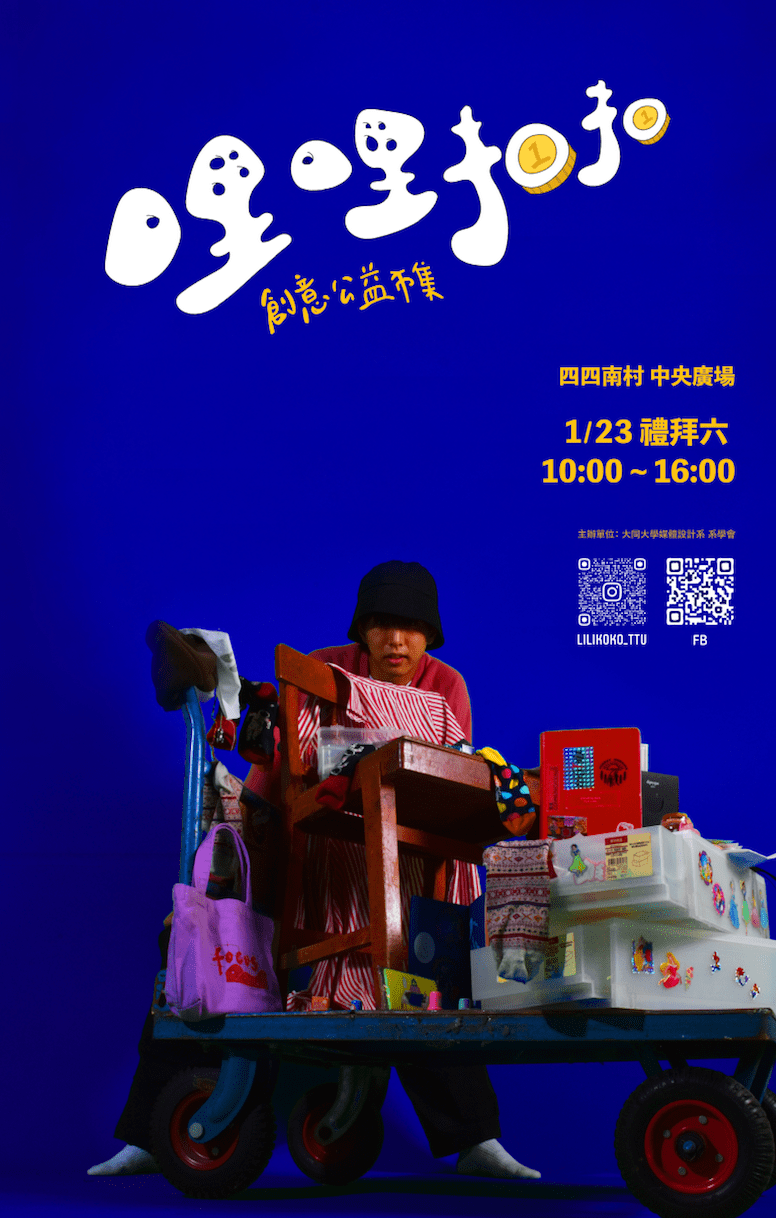 哩哩扣扣
創意公益市集
四四南村 中央廣場
1/23 禮拜六
10:00 ~ 16:00
主辦單位: 大同大學媒體設計系 系學會
LILIKOKO_TTU
FB
focus